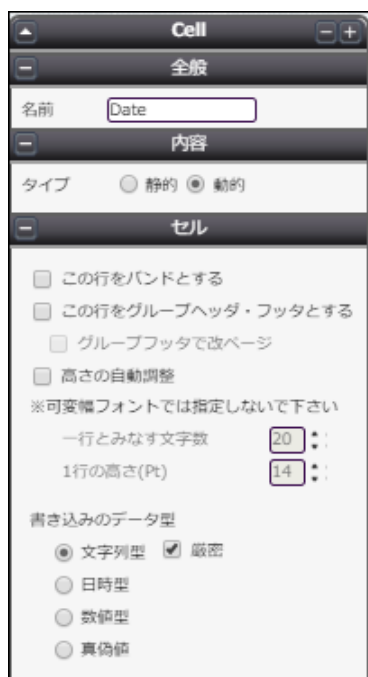 Cell
全般
名前 Date
内容
タイプ 静的 動的
セル
この行をバンドとする
この行をグループヘッダ・フッタとする
グループフッタで改ページ
高さの自動調整
※可変幅フォントでは指定しないで下さい
一行とみなす文字数 20
1行の高さ(Pt) 14
書き込みのデータ型
文字列型 厳密
日時型
数値型
真偽値